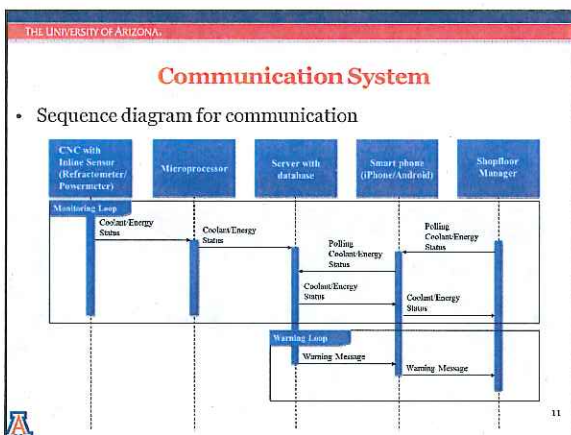 THE UNIVERSITY OF ARIZONA.
Communication System
• Sequence diagram for communication
CNC with
Inline Sensor
(Refractometer/
Powermeter)
Microprocessor
Server with
database
Smart phone
(iPhone/Android)
Shopfloor
Manager
Monitoring Loop
Coolant/Energy
Status
Coolant/Energy
Status
Polling
Coolant/Energy
Status
Polling
Coolant/Energy
Status
Coolant/Energy
Status
Coolant/Energy
Status
Warning Loop
Warning Message
Warning Message
11
A